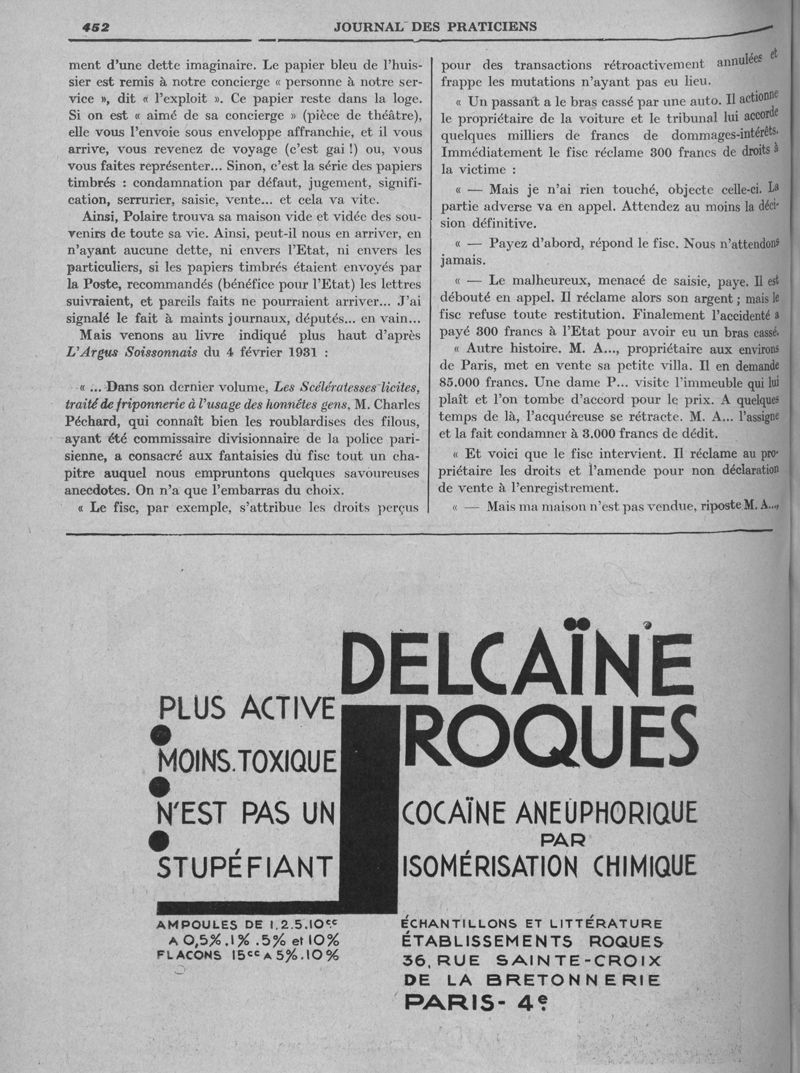 452
JOURNAL DES PRATICIENS
ment d'une dette imaginaire. Le papier bleu de l'huis-
sier est remis à notre concierge « personne à notre ser-
vice », dit « l'exploit ». Ce papier reste dans la loge.
Si on est « aimé de sa concierge » (pièce de théâtre),
elle vous l'envoie sous enveloppe affranchie, et il vous
arrive, vous revenez de voyage (c'est gai !) ou, vous
vous faites représenter... Sinon, c'est la série des papiers
timbrés : condamnation par défaut, jugement, signifi-
cation, serrurier, saisie, vente... et cela va vite.
Ainsi, Polaire trouva sa maison vide et vidée des sou-
venirs de toute sa vie. Ainsi, peut-il nous en arriver, en
n'ayant aucune dette, ni envers l'Etat, ni envers les
particuliers, si les papiers timbrés étaient envoyés par
la Poste, recommandés (bénéfice pour l'Etat) les lettres
suivraient, et pareils faits ne pourraient arriver... J'ai
signalé le fait à maints journaux, députés... en vain...
Mais venons au livre indiqué plus haut d'après
L'Argus Soissonnais du 4 février 1931 :
« ... Dans son dernier volume, Les Scélératesses licites,
traité de friponnerie à l'usage des honnêtes gens, M. Charles
Péchard, qui connaît bien les roublardises des filous,
ayant été commissaire divisionnaire de la police pari-
sienne, a consacré aux fantaisies du fisc tout un cha-
pitre auquel nous empruntons quelques savoureuses
anecdotes. On n'a que l'embarras du choix.
« Le fisc, par exemple, s'attribue les droits perçus
pour des transactions rétroactivement annulées et
frappe les mutations n'ayant pas eu lieu.
« Un passant a le bras cassé par une auto. Il actionne
le propriétaire de la voiture et le tribunal lui accorde
quelques milliers de francs de dommages-intérêts.
Immédiatement le fisc réclame 300 francs de droits à
la victime :
« — Mais je n'ai rien touché, objecte celle-ci. La
partie adverse va en appel. Attendez au moins la déci-
sion définitive.
« — Payez d'abord, répond le fisc. Nous n'attendons
jamais.
« — Le malheureux, menacé de saisie, paye. Il est
débouté en appel. Il réclame alors son argent ; mais le
fisc refuse toute restitution. Finalement l'accidenté a
payé 300 francs à l'Etat pour avoir eu un bras cassé.
« Autre histoire. M. A..., propriétaire aux environs
de Paris, met en vente sa petite villa. Il en demande
85.000 francs. Une dame P... visite l'immeuble qui lui
plaît et l'on tombe d'accord pour le prix. A quelques
temps de là, l'acquéreuse se rétracte. M. A... l'assigne
et la fait condamner à 3.000 francs de dédit.
« Et voici que le fisc intervient. Il réclame au pro-
priétaire les droits et l'amende pour non déclaration
de vente à l'enregistrement.
« — Mais ma maison n'est pas vendue, riposte M. A...,
DELCAÏNE
ROQUES
PLUS ACTIVE
MOINS.TOXIQUE
N'EST PAS UN
STUPÉFIANT
COCAÏNE ANEUPHORIQUE
PAR
ISOMÉRISATION CHIMIQUE
AMPOULES DE 1.2.5.10cc
A 0,5%.1%.5% et 10%
FLACONS 15cc A 5%.10%
ÉCHANTILLONS ET LITTÉRATURE
ÉTABLISSEMENTS ROQUES
36, RUE SAINTE-CROIX
DE LA BRETONNERIE
PARIS- 4e